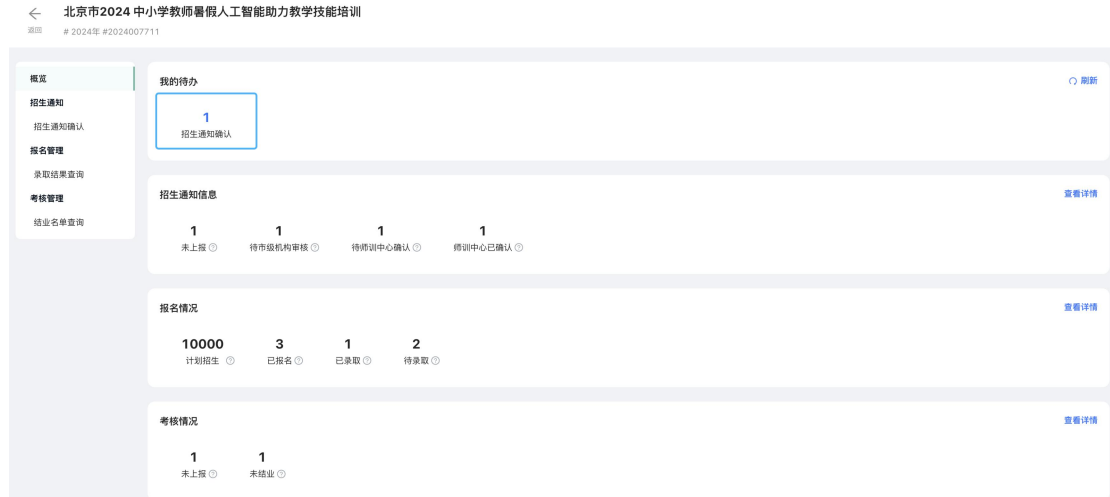 北京市2024 中小学教师暑假人工智能助力教学技能培训
返回
# 2024年 #2024007711
概览
招生通知
招生通知确认
报名管理
录取结果查询
考核管理
结业名单查询
我的待办
刷新
1
招生通知确认
招生通知信息
查看详情
1 1 1 1
未上报 待市级机构审核 待师训中心确认 师训中心已确认
报名情况
查看详情
10000 3 1 2
计划招生 已报名 已录取 待录取
考核情况
查看详情
1 1
未上报 未结业